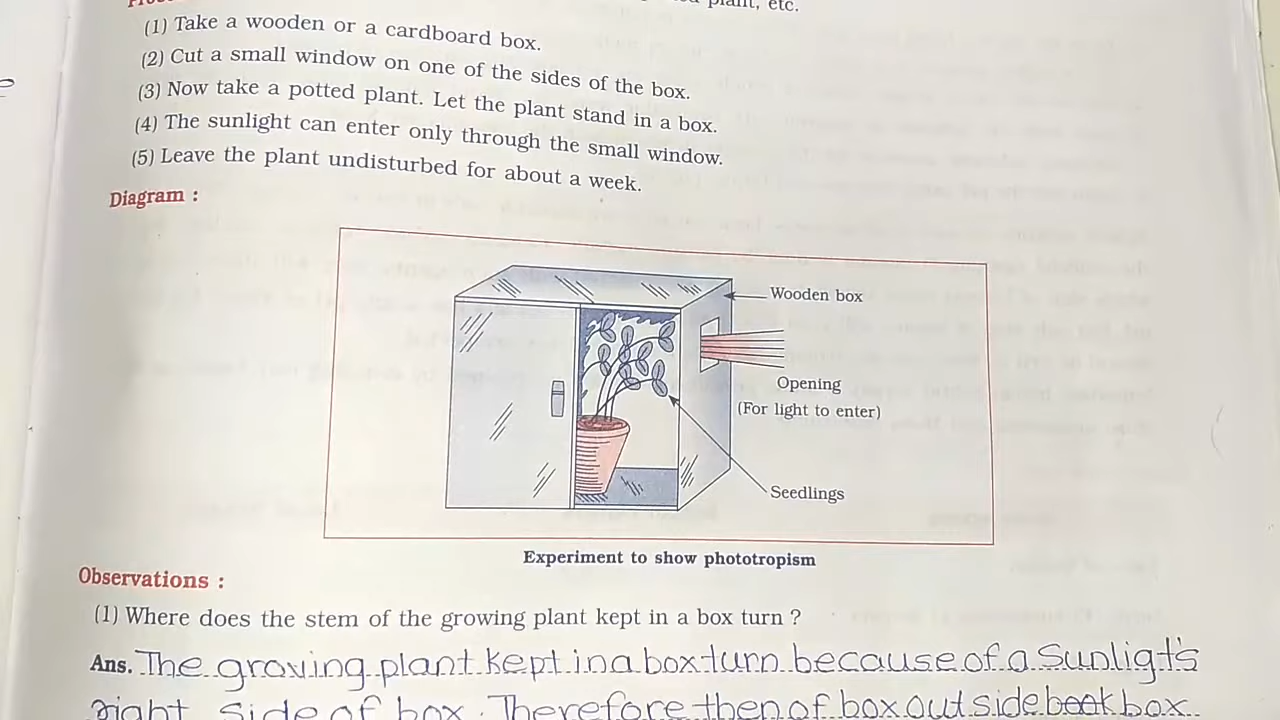 plant, etc.
(1) Take a wooden or a cardboard box.
(2) Cut a small window on one of the sides of the box.
(3) Now take a potted plant. Let the plant stand in a box.
(4) The sunlight can enter only through the small window.
(5) Leave the plant undisturbed for about a week.
Diagram :
Wooden box
Opening
(For light to enter)
Seedlings
Experiment to show phototropism
Observations :
(1) Where does the stem of the growing plant kept in a box turn ?
Ans. The groving plant kept in a box turn because of a Sunligt's
right side of box. Therefore then of box out side box